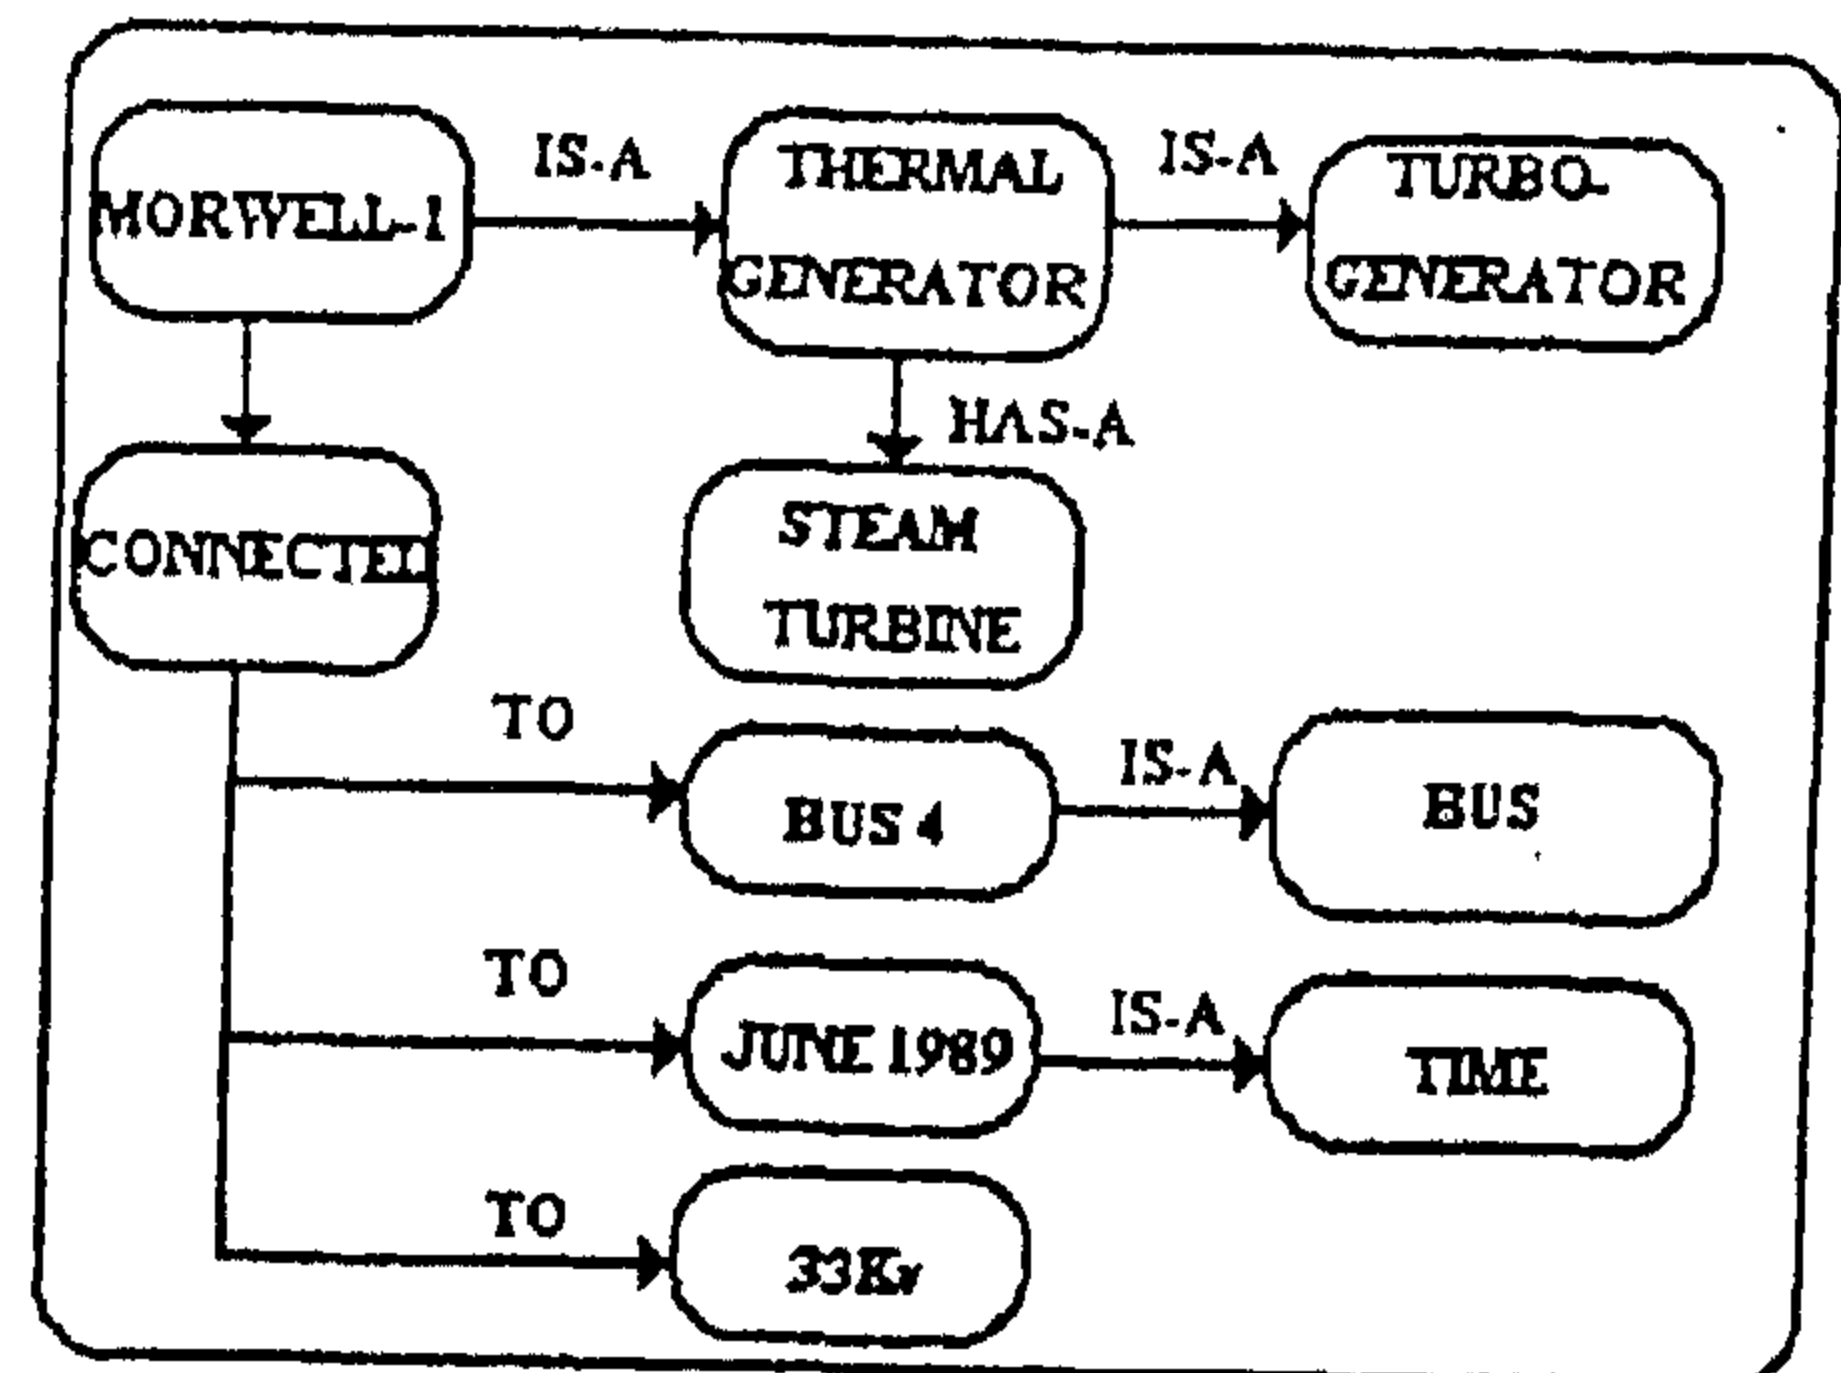 IS-A
IS-A
MORWELL-1
THERMAL
GENERATOR
TURBO-
GENERATOR
HAS-A
CONNECTED
STEAM
TURBINE
TO
BUS 4
IS-A
BUS
TO
JUNE 1989
IS-A
TIME
TO
33Kv